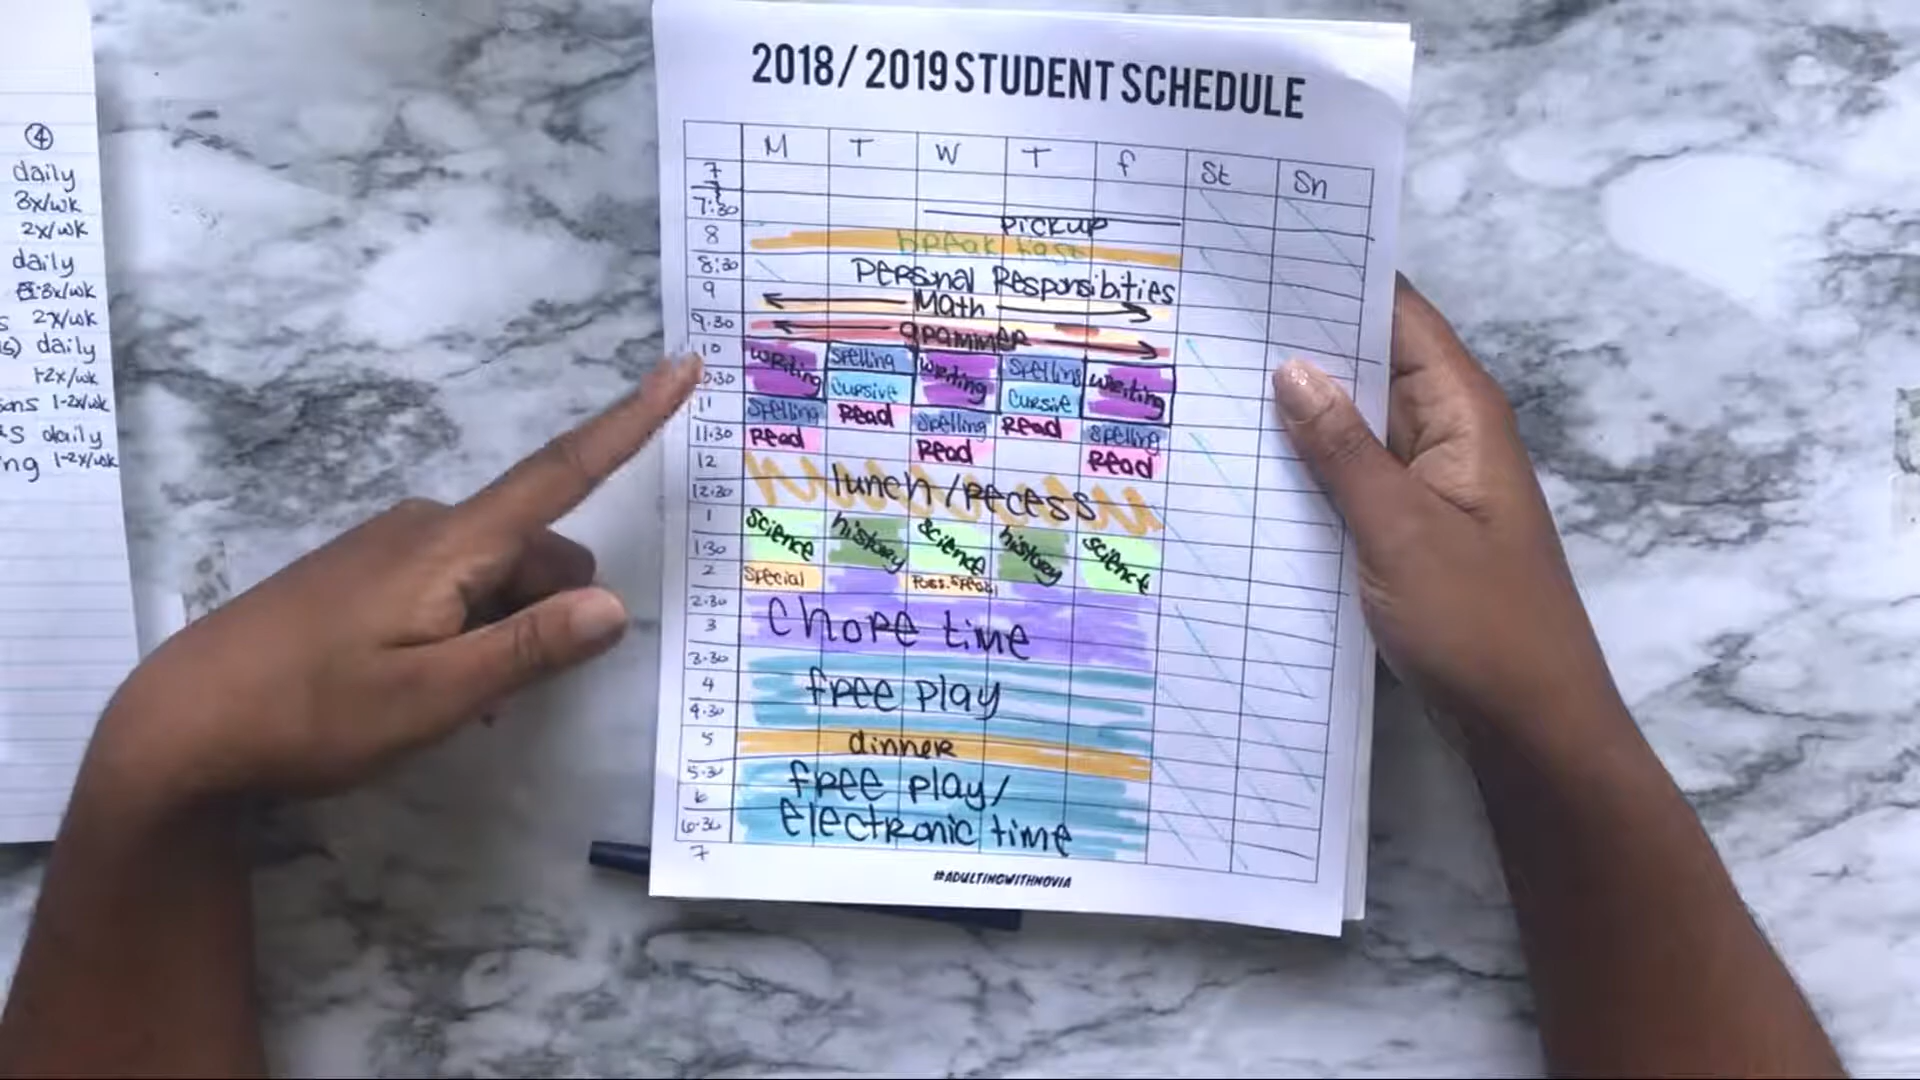 ④
daily
3x/wk
2x/wk
daily
3x/wk
s 2x/wk
s) daily
1-2x/wk
sons 1-2x/wk
s daily
ng 1-2x/wk
2018/2019 STUDENT SCHEDULE
M T W T f St Sn
7
7:30
pickup
8 breakfast
8:30 Personal Responsibities
9 Math
9.30 grammer
10 writing spelling writing spelling writing
10.30 cursive cursive
11 spelling Read spelling Read spelling
11.30 Read Read Read
12 lunch/recess
12.30
1 science history science history science
1.30
2 special Poss. special
2.30
3 chore time
3.30
4 free play
4.30
5 dinner
5.30 free play/
6
6.30 electronic time
7
#ADULTINGWITHNOVIA